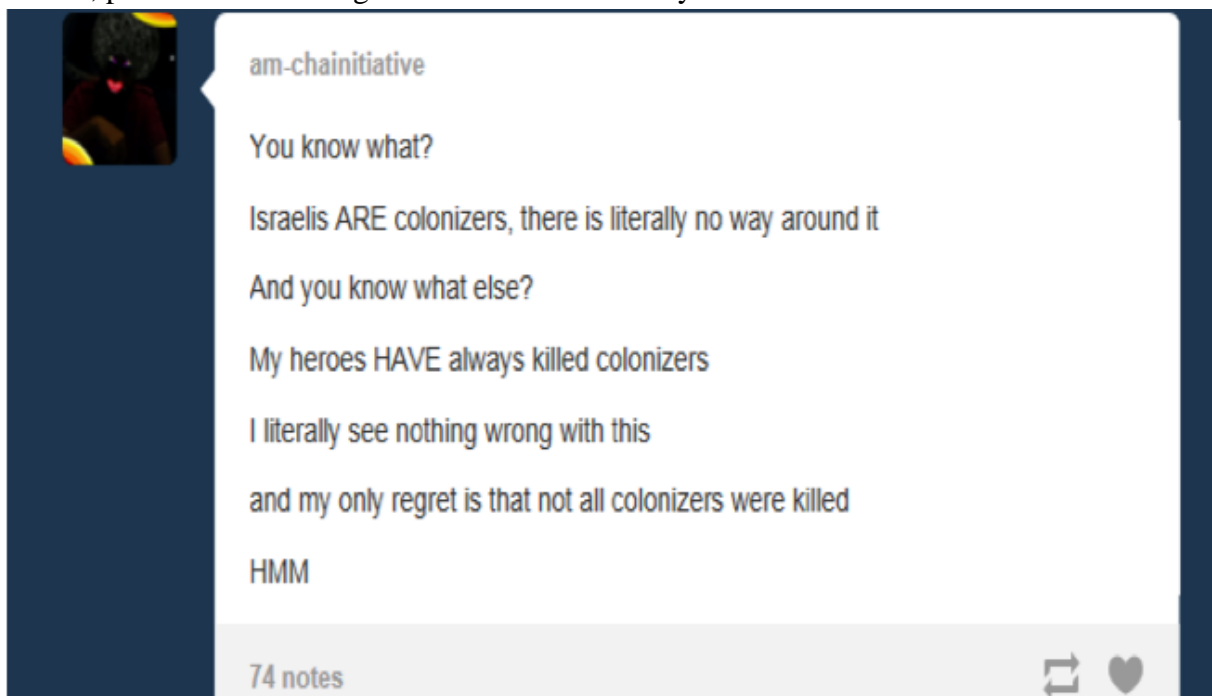 am-chainitiative
You know what?
Israelis ARE colonizers, there is literally no way around it
And you know what else?
My heroes HAVE always killed colonizers
I literally see nothing wrong with this
and my only regret is that not all colonizers were killed
HMM
74 notes